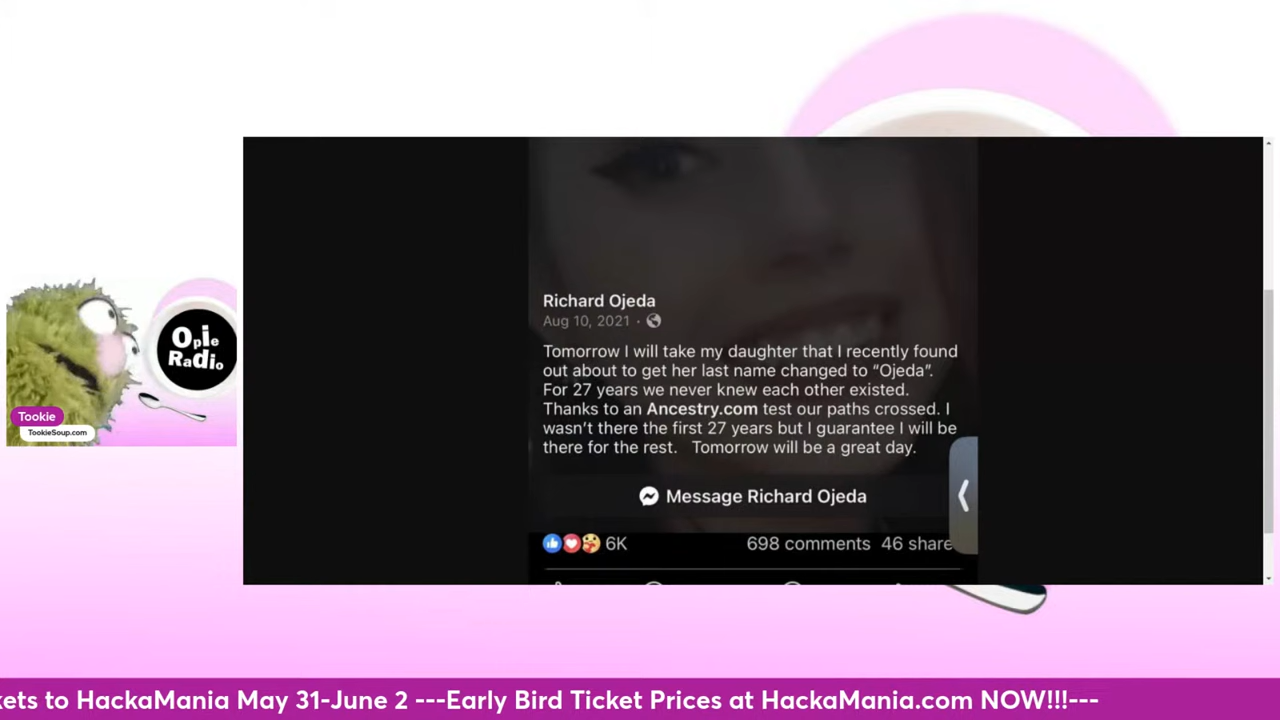 Richard Ojeda
Aug 10, 2021 ·
Tomorrow I will take my daughter that I recently found
out about to get her last name changed to “Ojeda”.
For 27 years we never knew each other existed.
Thanks to an Ancestry.com test our paths crossed. I
wasn’t there the first 27 years but I guarantee I will be
there for the rest. Tomorrow will be a great day.
Message Richard Ojeda
6K 698 comments 46 share
Opie
Radio
Tookie
TookieSoup.com
kets to HackaMania May 31-June 2 ---Early Bird Ticket Prices at HackaMania.com NOW!!!---